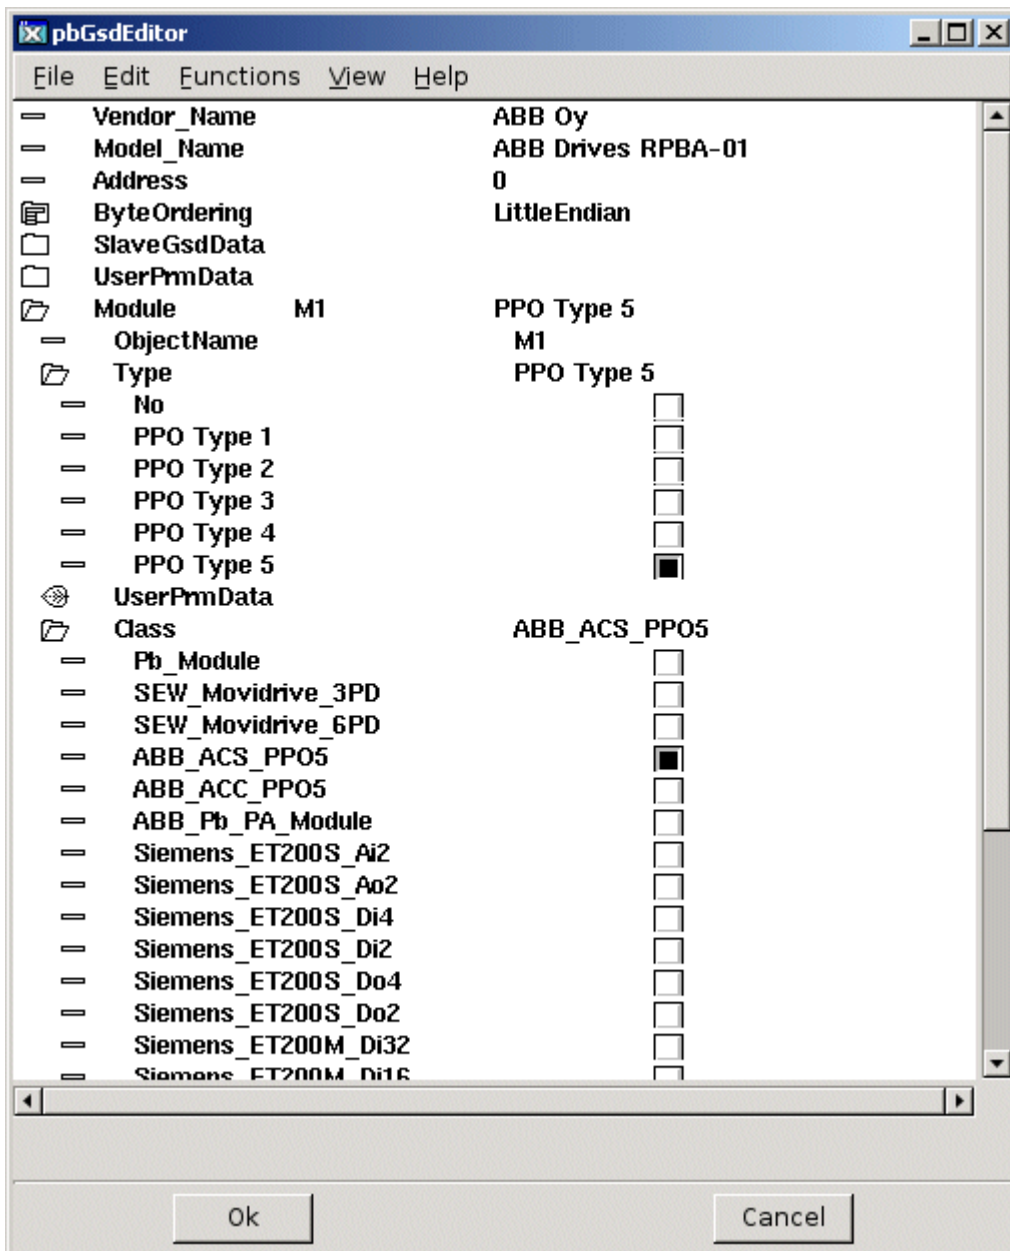 pbGsdEditor
File Edit Functions View Help
Vendor_Name ABB Oy
Model_Name ABB Drives RPBA-01
Address 0
ByteOrdering LittleEndian
SlaveGsdData
UserPrmData
Module M1 PPO Type 5
ObjectName M1
Type PPO Type 5
No
PPO Type 1
PPO Type 2
PPO Type 3
PPO Type 4
PPO Type 5
UserPrmData
Class ABB_ACS_PPO5
Pb_Module
SEW_Movidrive_3PD
SEW_Movidrive_6PD
ABB_ACS_PPO5
ABB_ACC_PPO5
ABB_Pb_PA_Module
Siemens_ET200S_Ai2
Siemens_ET200S_Ao2
Siemens_ET200S_Di4
Siemens_ET200S_Di2
Siemens_ET200S_Do4
Siemens_ET200S_Do2
Siemens_ET200M_Di32
Siemens_ET200M_Di16
Ok Cancel